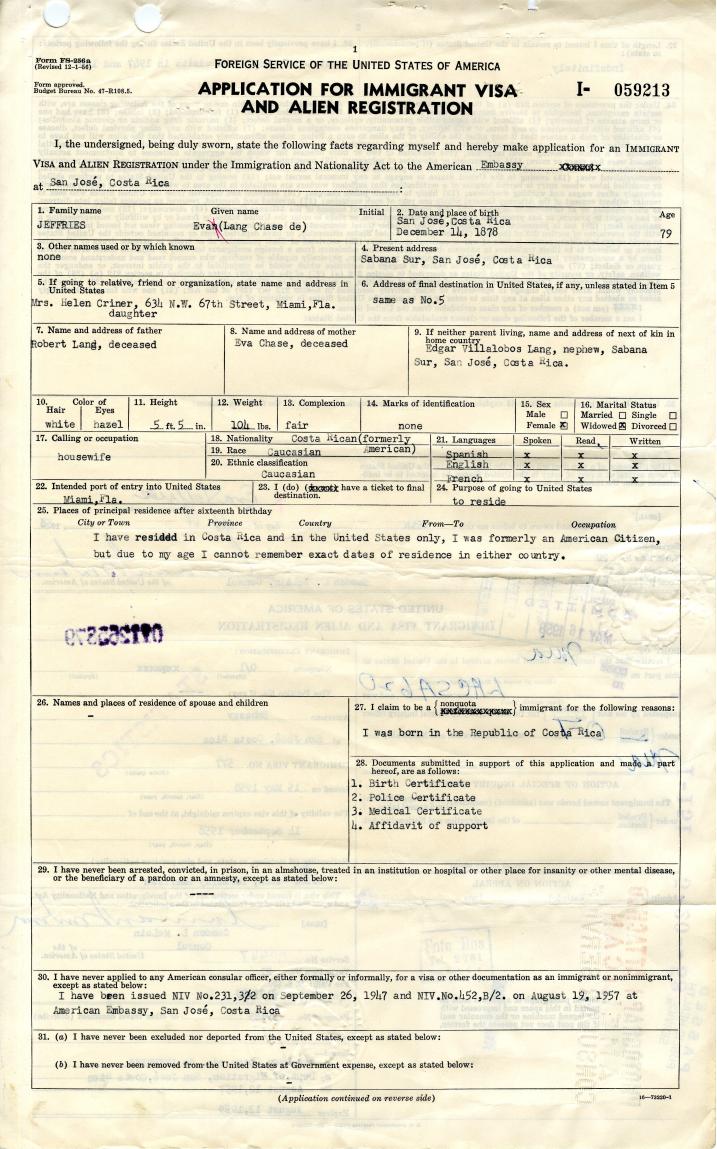 1
Form FS-256a
(Revised 12-1-56)
FOREIGN SERVICE OF THE UNITED STATES OF AMERICA
Form approved.
Budget Bureau No. 47-R108.5.
APPLICATION FOR IMMIGRANT VISA
AND ALIEN REGISTRATION
I- 059213
I, the undersigned, being duly sworn, state the following facts regarding myself and hereby make application for an IMMIGRANT
VISA AND ALIEN REGISTRATION under the Immigration and Nationality Act to the American Embassy
at San José, Costa Rica :
1. Family name Given name Initial
JEFFRIES Evan(Lang Chase de)
2. Date and place of birth Age
San José, Costa Rica
December 14, 1878 79
3. Other names used or by which known
none
4. Present address
Sabana Sur, San José, Costa Rica
5. If going to relative, friend or organization, state name and address in
United States
Mrs. Helen Criner, 634 N.W. 67th Street, Miami,Fla.
daughter
6. Address of final destination in United States, if any, unless stated in Item 5
same as No.5
7. Name and address of father
Robert Lang, deceased
8. Name and address of mother
Eva Chase, deceased
9. If neither parent living, name and address of next of kin in
home country
Edgar Villalobos Lang, nephew, Sabana
Sur, San José, Costa Rica.
10. Color of
Hair Eyes
white hazel
11. Height
5 ft. 5 in.
12. Weight
104 lbs.
13. Complexion
fair
14. Marks of identification
none
15. Sex
Male ☐
Female ☒
16. Marital Status
Married ☐ Single ☐
Widowed ☒ Divorced ☐
17. Calling or occupation
housewife
18. Nationality Costa Rican(formerly
American)
19. Race Caucasian
20. Ethnic classification
Caucasian
21. Languages Spoken Read Written
Spanish x x x
English x x x
French x x x
22. Intended port of entry into United States
Miami,Fla.
23. I (do) have a ticket to final
destination.
24. Purpose of going to United States
to reside
25. Places of principal residence after sixteenth birthday
City or Town Province Country From—To Occupation
I have resided in Costa Rica and in the United States only, I was formerly an American Citizen,
but due to my age I cannot remember exact dates of residence in either country.
26. Names and places of residence of spouse and children
-
27. I claim to be a { nonquota } immigrant for the following reasons:
I was born in the Republic of Costa Rica
28. Documents submitted in support of this application and made a part
hereof, are as follows:
1. Birth Certificate
2. Police Certificate
3. Medical Certificate
4. Affidavit of support
29. I have never been arrested, convicted, in prison, in an almshouse, treated in an institution or hospital or other place for insanity or other mental disease,
or the beneficiary of a pardon or an amnesty, except as stated below:
----
30. I have never applied to any American consular officer, either formally or informally, for a visa or other documentation as an immigrant or nonimmigrant,
except as stated below:
I have been issued NIV No.231,3/2 on September 26, 1947 and NIV.No.452,B/2. on August 19, 1957 at
American Embassy, San José, Costa Rica
31. (a) I have never been excluded nor deported from the United States, except as stated below:
-
(b) I have never been removed from the United States at Government expense, except as stated below:
-
(Application continued on reverse side)
16—73220-1